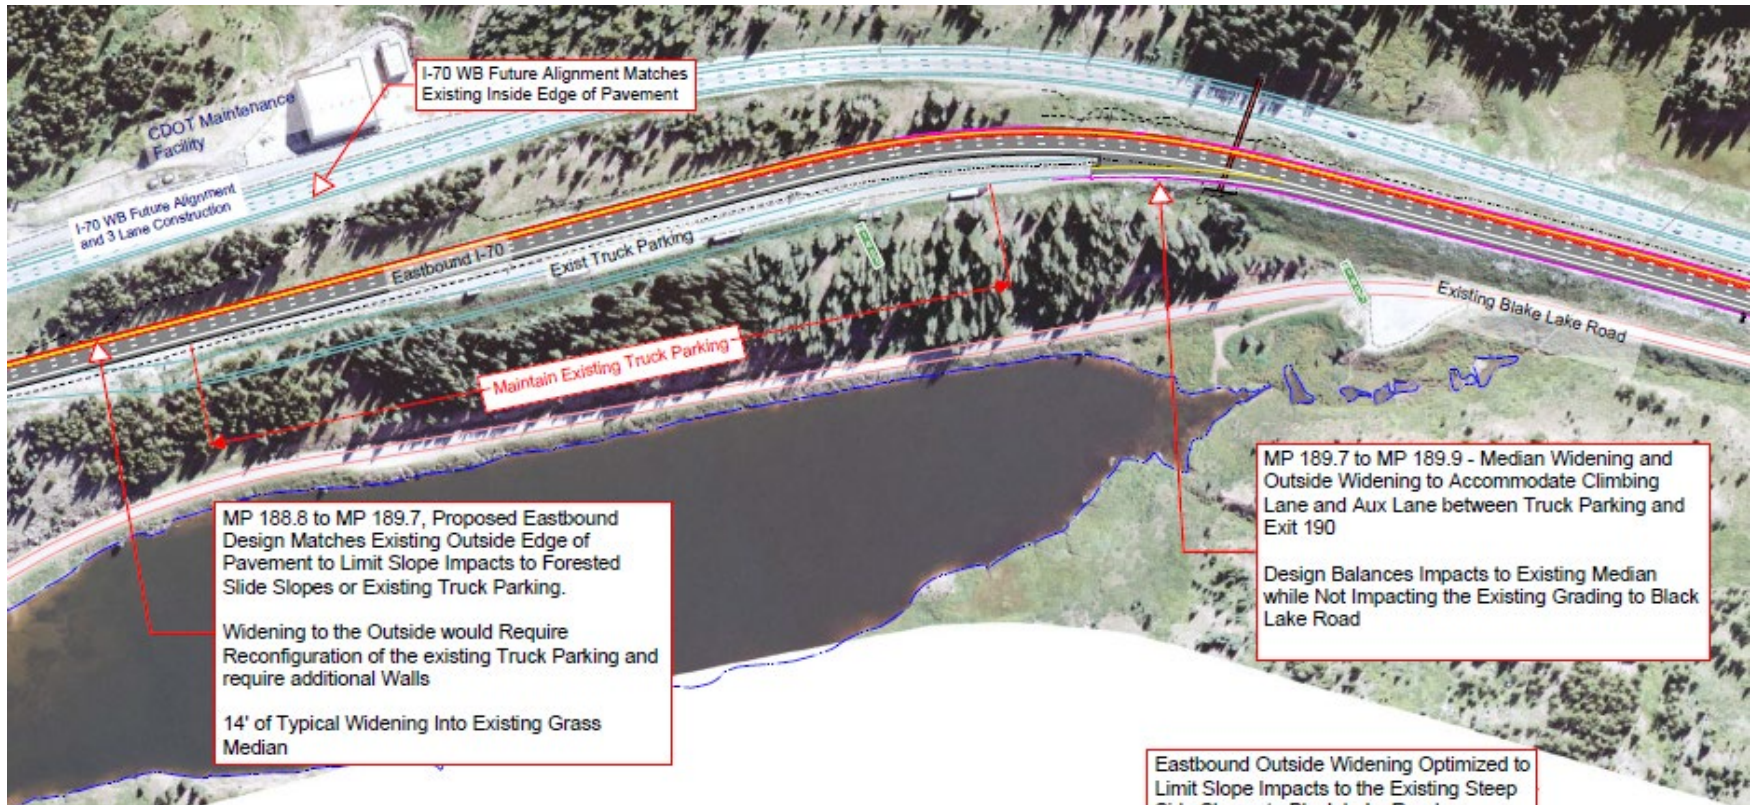 I-70 WB Future Alignment Matches
Existing Inside Edge of Pavement
CDOT Maintenance
Facility
I-70 WB Future Alignment
and 3 Lane Construction
Eastbound I-70
Exist Truck Parking
Maintain Existing Truck Parking
Existing Blake Lake Road
MP 189.7 to MP 189.9 - Median Widening and
Outside Widening to Accommodate Climbing
Lane and Aux Lane between Truck Parking and
Exit 190
Design Balances Impacts to Existing Median
while Not Impacting the Existing Grading to Black
Lake Road
MP 188.8 to MP 189.7, Proposed Eastbound
Design Matches Existing Outside Edge of
Pavement to Limit Slope Impacts to Forested
Slide Slopes or Existing Truck Parking.
Widening to the Outside would Require
Reconfiguration of the existing Truck Parking and
require additional Walls
14' of Typical Widening Into Existing Grass
Median
Eastbound Outside Widening Optimized to
Limit Slope Impacts to the Existing Steep